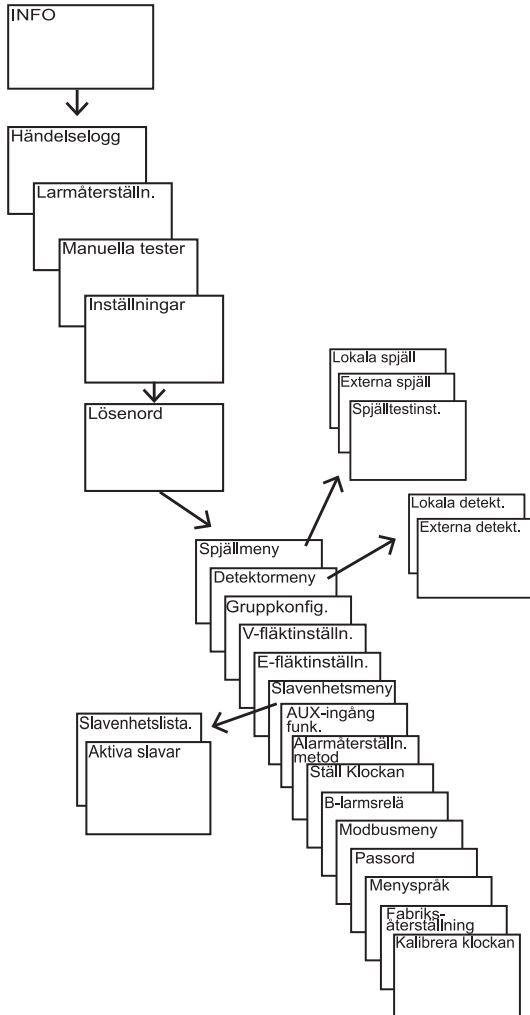 INFO
Händelselogg
Larmåterställn.
Manuella tester
Inställningar
Lösenord
Lokala spjäll
Externa spjäll
Spjälltestinst.
Lokala detekt.
Externa detekt.
Spjällmeny
Detektormeny
Gruppkonfig.
V-fläktinställn.
E-fläktinställn.
Slavenhetsmeny
Slavenhetslista.
Aktiva slavar
AUX-ingång
funk.
Alarmåterställn.
metod
Ställ Klockan
B-larmsrelä
Modbusmeny
Passord
Menyspråk
Fabriks-
återställning
Kalibrera klockan